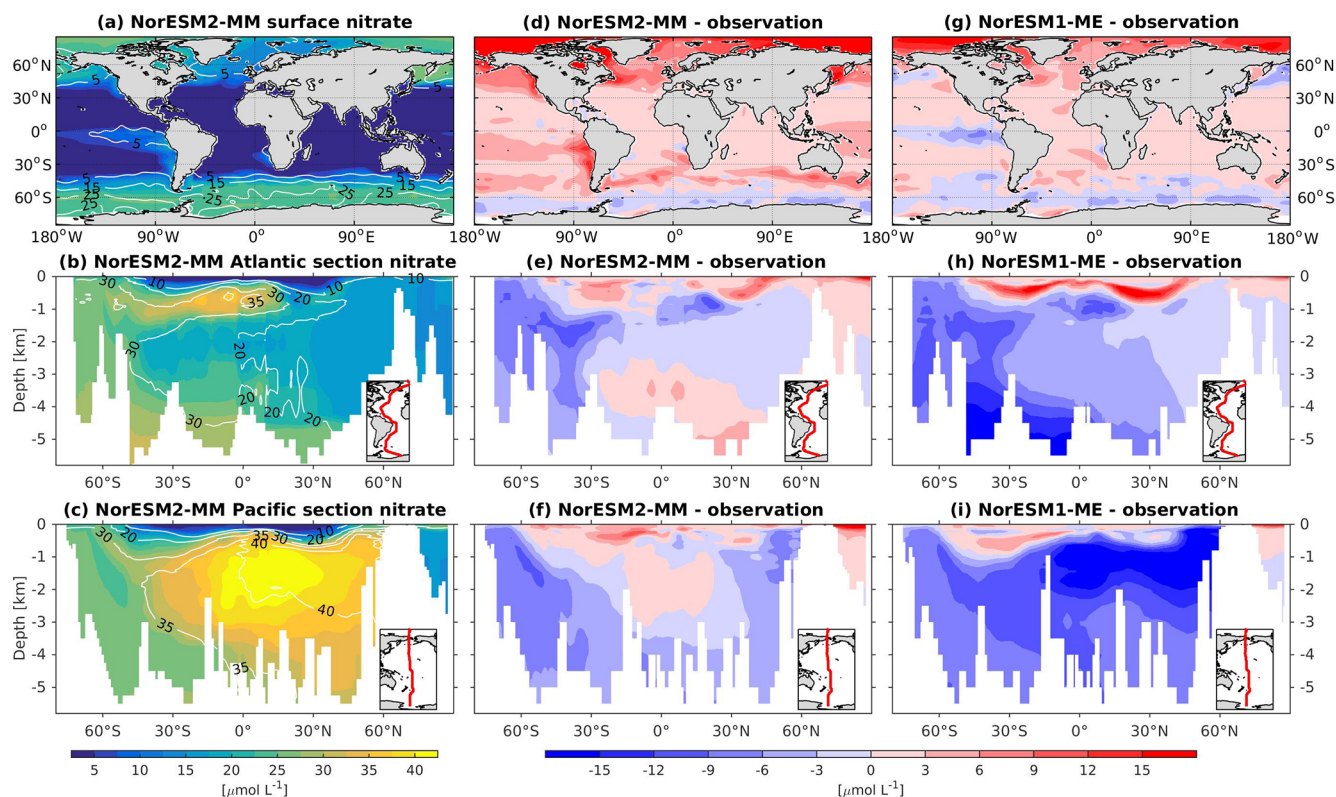 (a) NorESM2-MM surface nitrate
(d) NorESM2-MM - observation
(g) NorESM1-ME - observation
60°N
30°N
0°
30°S
60°S
5
5
5
5
15
25
5
15
25
25
60°N
30°N
0°
30°S
60°S
180°W 90°W 0° 90°E 180°W 90°W 0° 90°E 180°W 90°W 0° 90°E 180°W
(b) NorESM2-MM Atlantic section nitrate
(e) NorESM2-MM - observation
(h) NorESM1-ME - observation
Depth [km]
0
-1
-2
-3
-4
-5
30 10 30 20 10 10
35
30
20
20
20
30
20
0
-1
-2
-3
-4
-5
60°S 30°S 0° 30°N 60°N
60°S 30°S 0° 30°N 60°N
60°S 30°S 0° 30°N 60°N
(c) NorESM2-MM Pacific section nitrate
(f) NorESM2-MM - observation
(i) NorESM1-ME - observation
Depth [km]
0
-1
-2
-3
-4
-5
30
35
40
20
10
30
40
35
35
0
-1
-2
-3
-4
-5
60°S 30°S 0° 30°N 60°N
60°S 30°S 0° 30°N 60°N
60°S 30°S 0° 30°N 60°N
5 10 15 20 25 30 35 40
[μmol L⁻¹]
-15 -12 -9 -6 -3 0 3 6 9 12 15
[μmol L⁻¹]